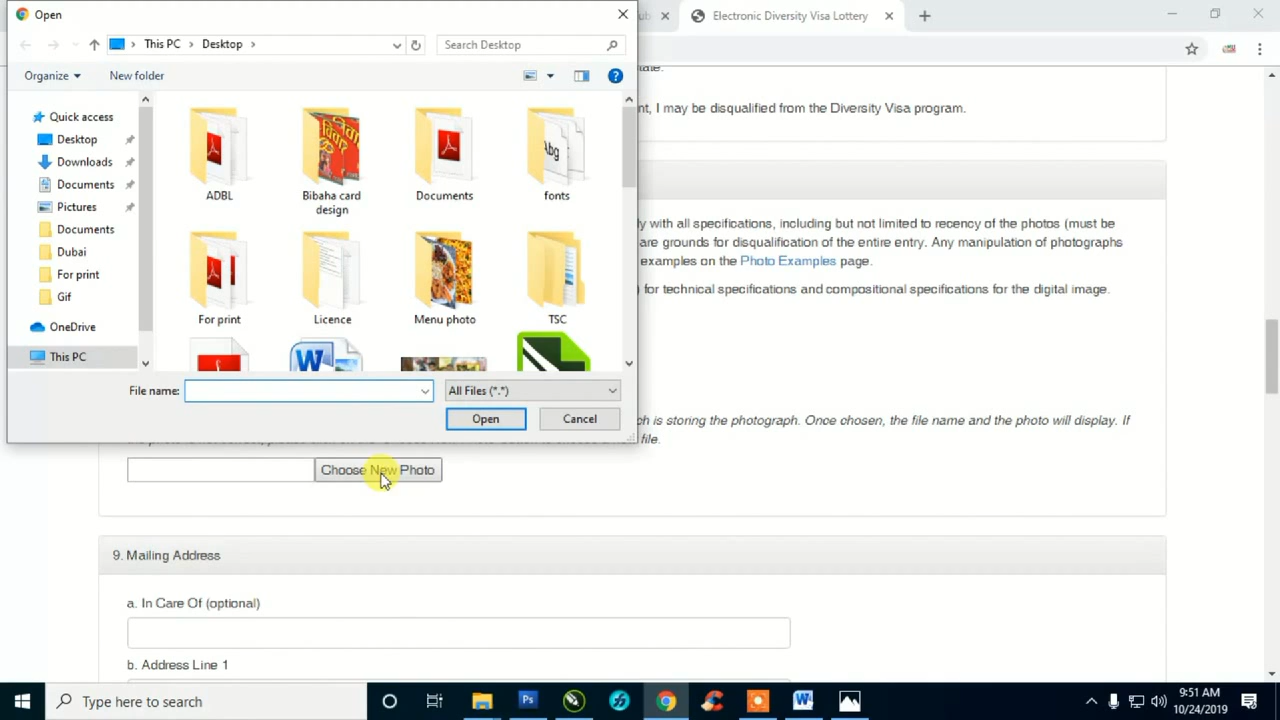 Open
ub
Electronic Diversity Visa Lottery
This PC > Desktop >
Search Desktop
Organize
New folder
tate.
nt, I may be disqualified from the Diversity Visa program.
Quick access
Desktop
Downloads
Documents
Pictures
Documents
Dubai
For print
Gif
OneDrive
This PC
ADBL
Bibaha card design
Documents
Abg
fonts
For print
Licence
Menu photo
TSC
W
y with all specifications, including but not limited to recency of the photos (must be
are grounds for disqualification of the entire entry. Any manipulation of photographs
examples on the Photo Examples page.
) for technical specifications and compositional specifications for the digital image.
File name:
All Files (*.*)
Open
Cancel
ch is storing the photograph. Once chosen, the file name and the photo will display. If
file.
Choose New Photo
9. Mailing Address
a. In Care Of (optional)
b. Address Line 1
Type here to search
Ps
W
9:51 AM
10/24/2019